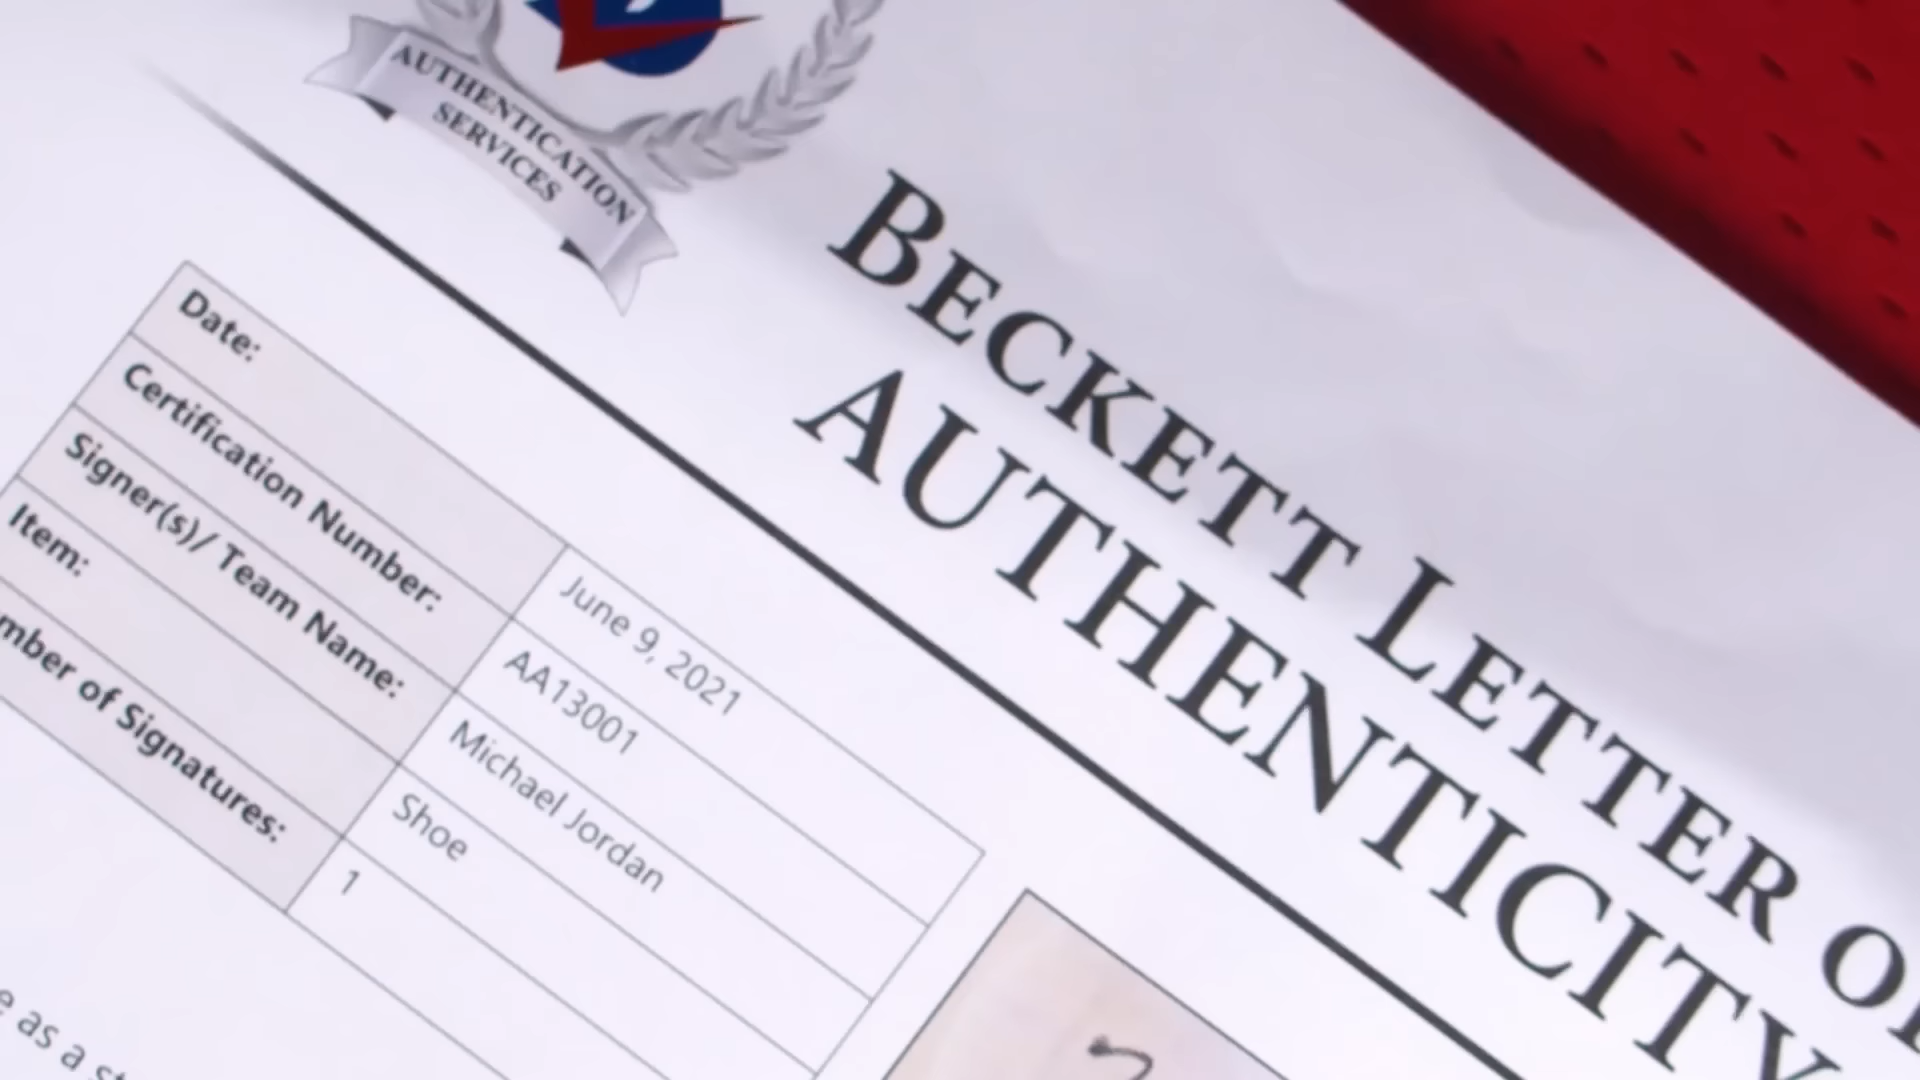 AUTHENTICATION
SERVICES
BECKETT LETTER
AUTHENTICITY
Date: June 9, 2021
Certification Number: AA13001
Signer(s)/ Team Name: Michael Jordan
Item: Shoe
of Signatures: 1
as a